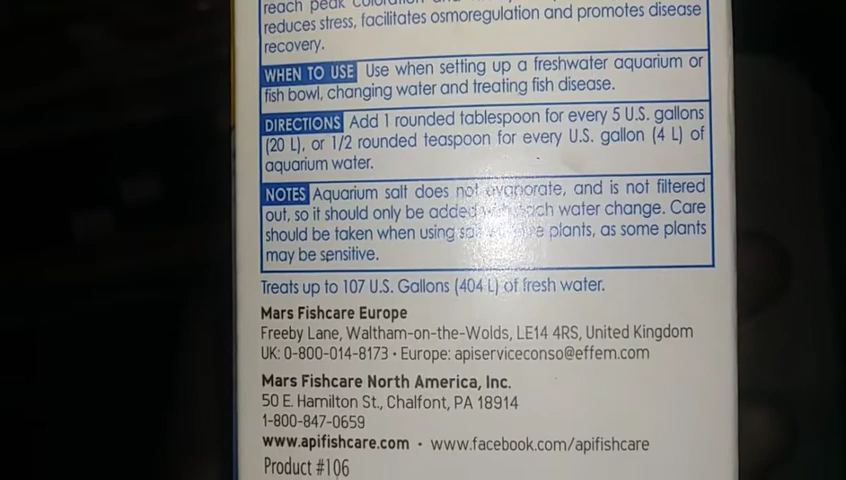 reach peak coloration and
reduces stress, facilitates osmoregulation and promotes disease
recovery.
WHEN TO USE Use when setting up a freshwater aquarium or
fish bowl, changing water and treating fish disease.
DIRECTIONS Add 1 rounded tablespoon for every 5 U.S. gallons
(20 L), or 1/2 rounded teaspoon for every U.S. gallon (4 L) of
aquarium water.
NOTES Aquarium salt does not evaporate, and is not filtered
out, so it should only be added with each water change. Care
should be taken when using salt plants, as some plants
may be sensitive.
Treats up to 107 U.S. Gallons (404 L) of fresh water.
Mars Fishcare Europe
Freeby Lane, Waltham-on-the-Wolds, LE14 4RS, United Kingdom
UK: 0-800-014-8173 • Europe: apiserviceconso@effem.com
Mars Fishcare North America, Inc.
50 E. Hamilton St., Chalfont, PA 18914
1-800-847-0659
www.apifishcare.com • www.facebook.com/apifishcare
Product #106